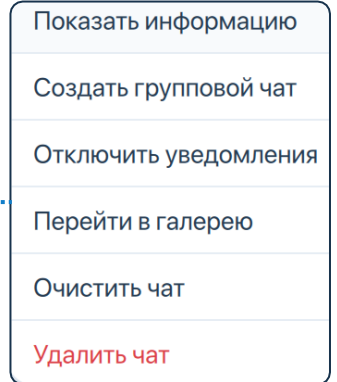 Показать информацию
Создать групповой чат
Отключить уведомления
Перейти в галерею
Очистить чат
Удалить чат